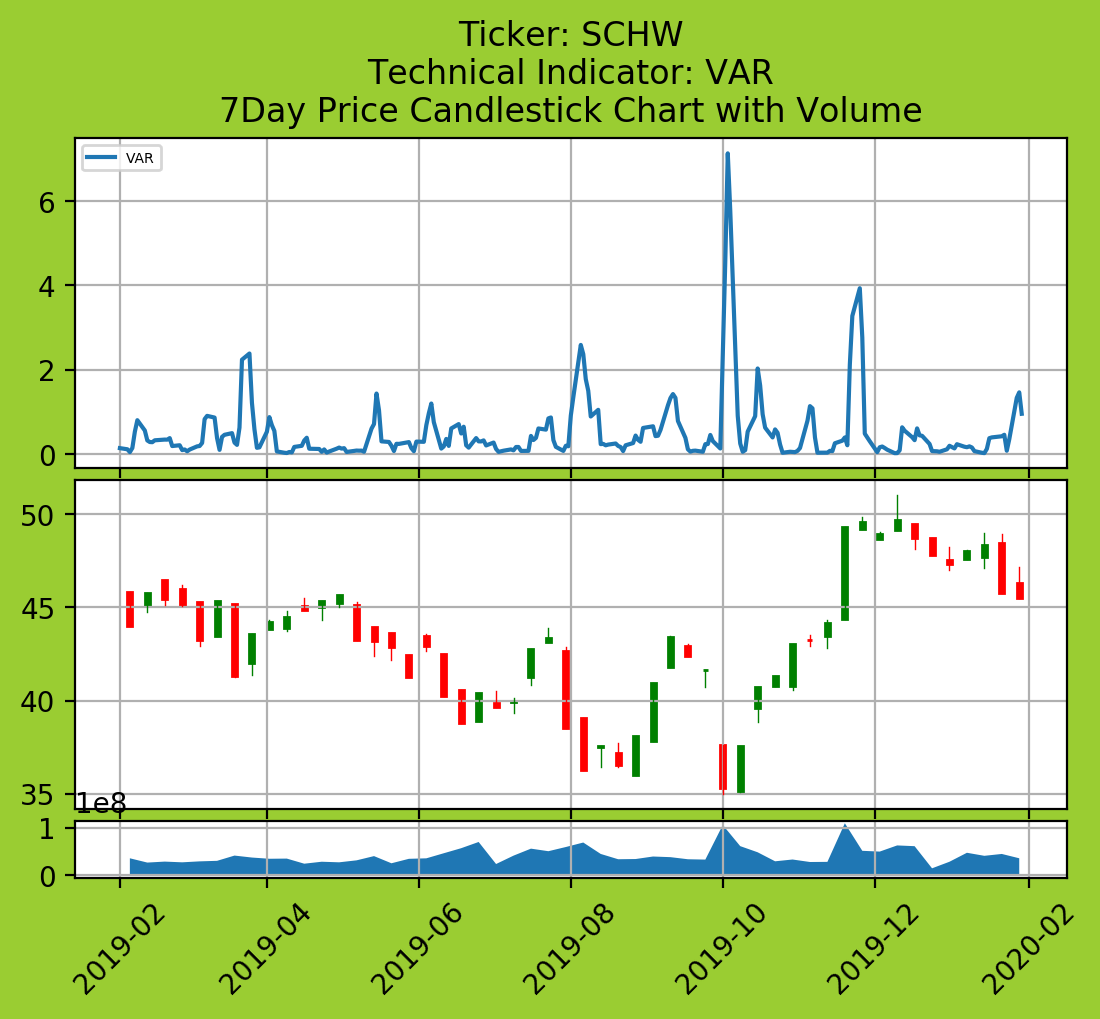 Ticker: SCHW
Technical Indicator: VAR
7Day Price Candlestick Chart with Volume
VAR
6
4
2
0
50
45
40
35
1e8
1
0
2019-02 2019-04 2019-06 2019-08 2019-10 2019-12 2020-02